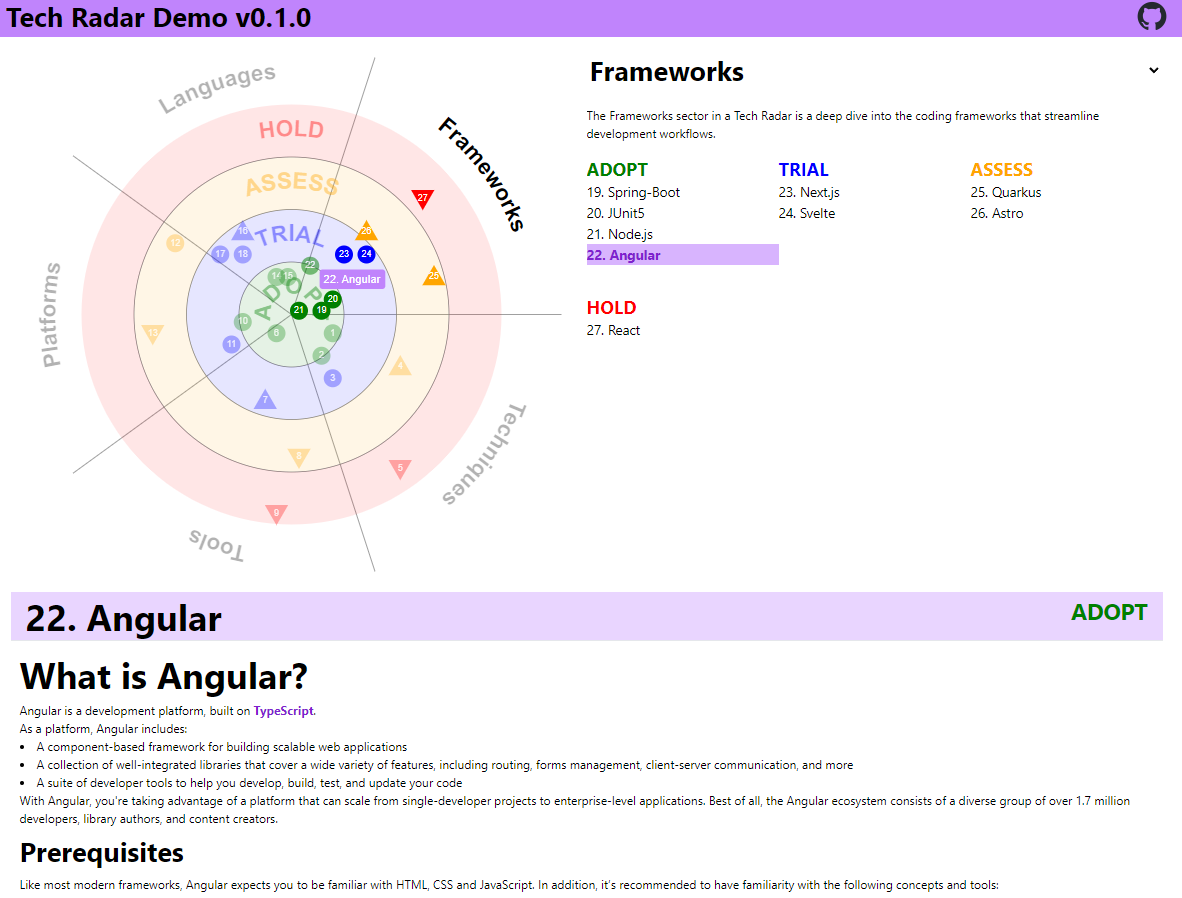 Tech Radar Demo v0.1.0
Languages
Frameworks
Platforms
Techniques
Tools
HOLD
ASSESS
TRIAL
ADOPT
27
12
16
17
18
26
23
24
22
14
15
25
22. Angular
20
21
19
10
6
1
11
2
4
3
7
5
9
Frameworks
The Frameworks sector in a Tech Radar is a deep dive into the coding frameworks that streamline
development workflows.
ADOPT
19. Spring-Boot
20. JUnit5
21. Node.js
22. Angular
TRIAL
23. Next.js
24. Svelte
ASSESS
25. Quarkus
26. Astro
HOLD
27. React
22. Angular
ADOPT
What is Angular?
Angular is a development platform, built on TypeScript.
As a platform, Angular includes:
• A component-based framework for building scalable web applications
• A collection of well-integrated libraries that cover a wide variety of features, including routing, forms management, client-server communication, and more
• A suite of developer tools to help you develop, build, test, and update your code
With Angular, you're taking advantage of a platform that can scale from single-developer projects to enterprise-level applications. Best of all, the Angular ecosystem consists of a diverse group of over 1.7 million
developers, library authors, and content creators.
Prerequisites
Like most modern frameworks, Angular expects you to be familiar with HTML, CSS and JavaScript. In addition, it's recommended to have familiarity with the following concepts and tools: